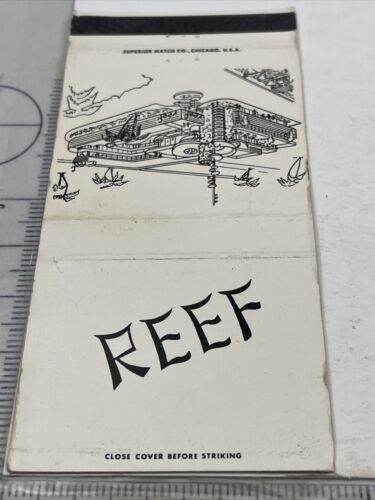 SUPERIOR MATCH CO., CHICAGO, U.S.A.
REEF
CLOSE COVER BEFORE STRIKING